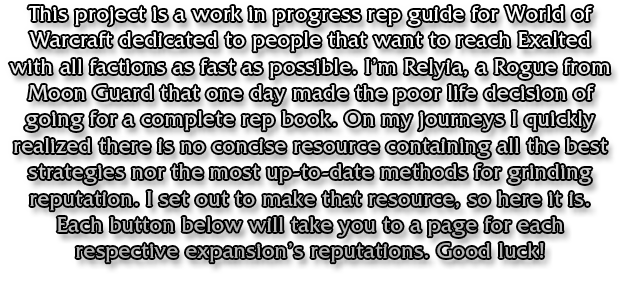 This project is a work in progress rep guide for World of
Warcraft dedicated to people that want to reach Exalted
with all factions as fast as possible. I'm Relyia, a Rogue from
Moon Guard that one day made the poor life decision of
going for a complete rep book. On my journeys I quickly
realized there is no concise resource containing all the best
strategies nor the most up-to-date methods for grinding
reputation. I set out to make that resource, so here it is.
Each button below will take you to a page for each
respective expansion's reputations. Good luck!